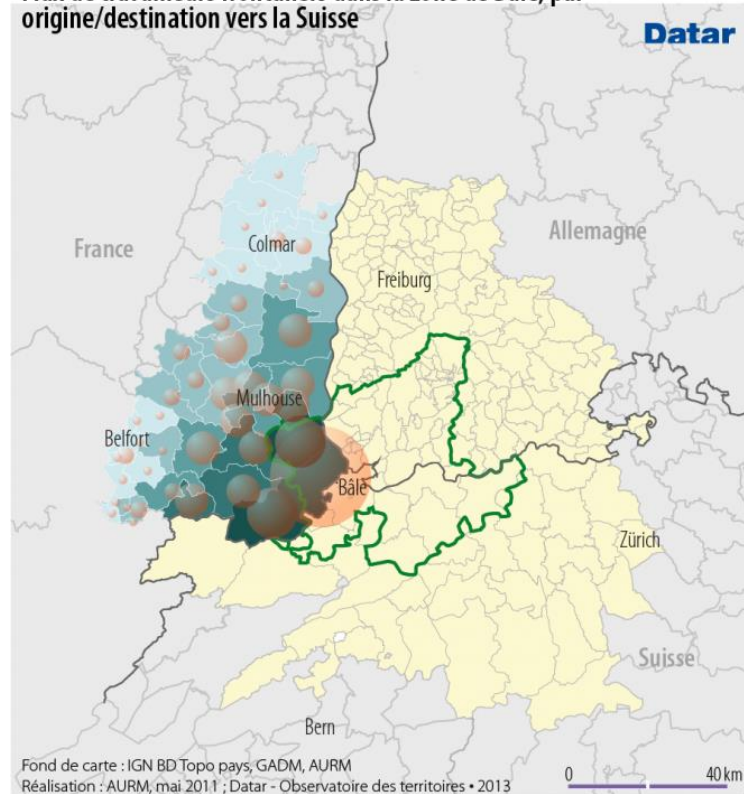 origine/destination vers la Suisse
Datar
France
Colmar
Allemagne
Freiburg
Mulhouse
Belfort
Bâle
Zürich
Suisse
Bern
Fond de carte : IGN BD Topo pays, GADM, AURM
Réalisation : AURM, mai 2011 ; Datar - Observatoire des territoires • 2013
0
40 km